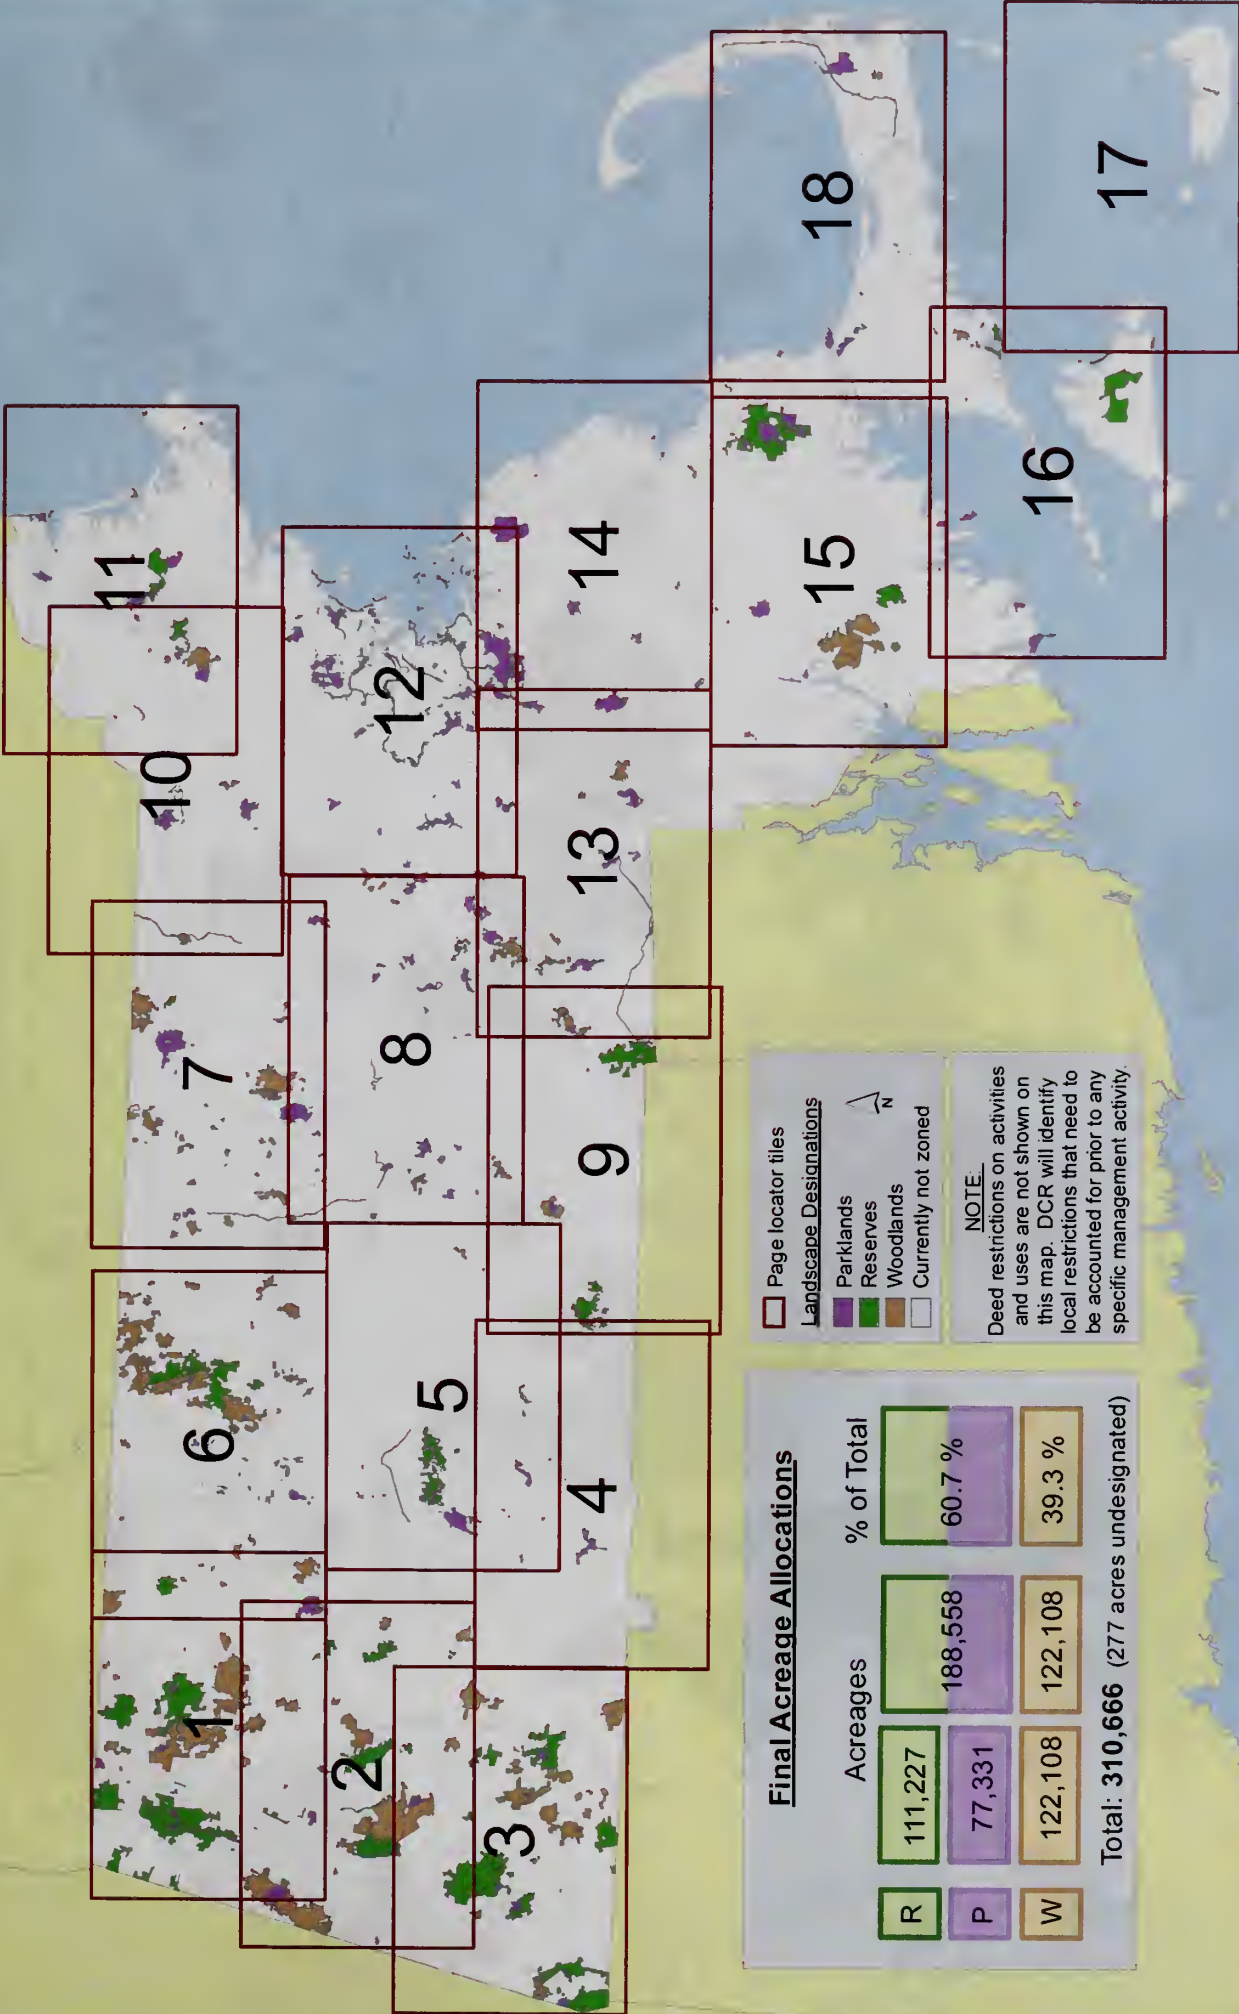 1
2
3
4
5
6
7
8
9
10
11
12
13
14
15
16
17
18
Final Acreage Allocations
Acreages % of Total
R 111,227
188,558 60.7 %
P 77,331
W 122,108 122,108 39.3 %
Total: 310,666 (277 acres undesignated)
Page locator tiles
Landscape Designations
Parklands
Reserves
Woodlands
Currently not zoned
N
NOTE:
Deed restrictions on activities
and uses are not shown on
this map. DCR will identify
local restrictions that need to
be accounted for prior to any
specific management activity.